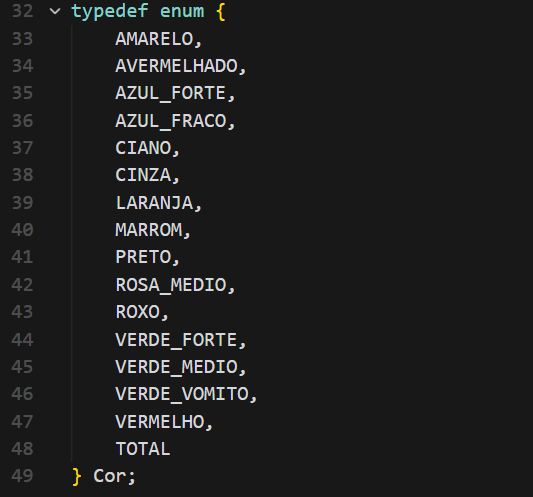 32 typedef enum {
33 AMARELO,
34 AVERMELHADO,
35 AZUL_FORTE,
36 AZUL_FRACO,
37 CIANO,
38 CINZA,
39 LARANJA,
40 MARROM,
41 PRETO,
42 ROSA_MEDIO,
43 ROXO,
44 VERDE_FORTE,
45 VERDE_MEDIO,
46 VERDE_VOMITO,
47 VERMELHO,
48 TOTAL
49 } Cor;